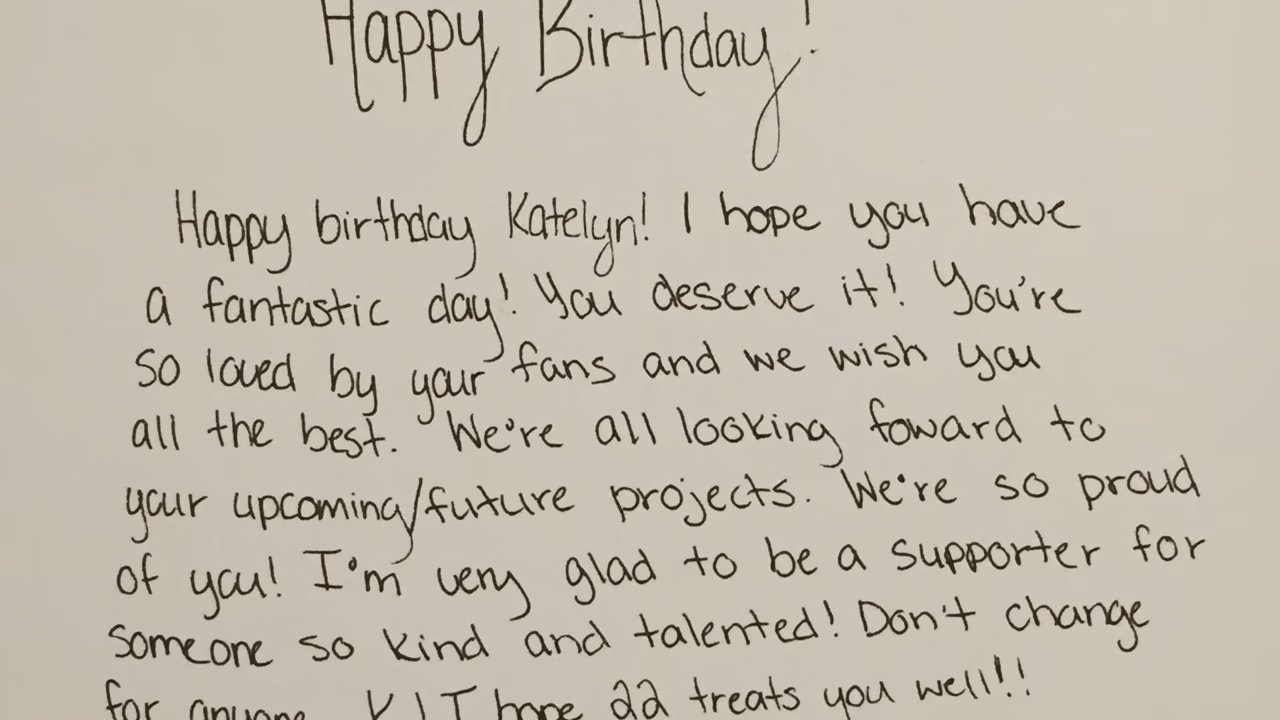 Happy Birthday!
Happy birthday Katelyn! I hope you have
a fantastic day! You deserve it! You're
so loved by your fans and we wish you
all the best. We're all looking foward to
your upcoming/future projects. We're so proud
of you! I'm very glad to be a supporter for
someone so kind and talented! Don't change
for anyone. I hope 22 treats you well!!